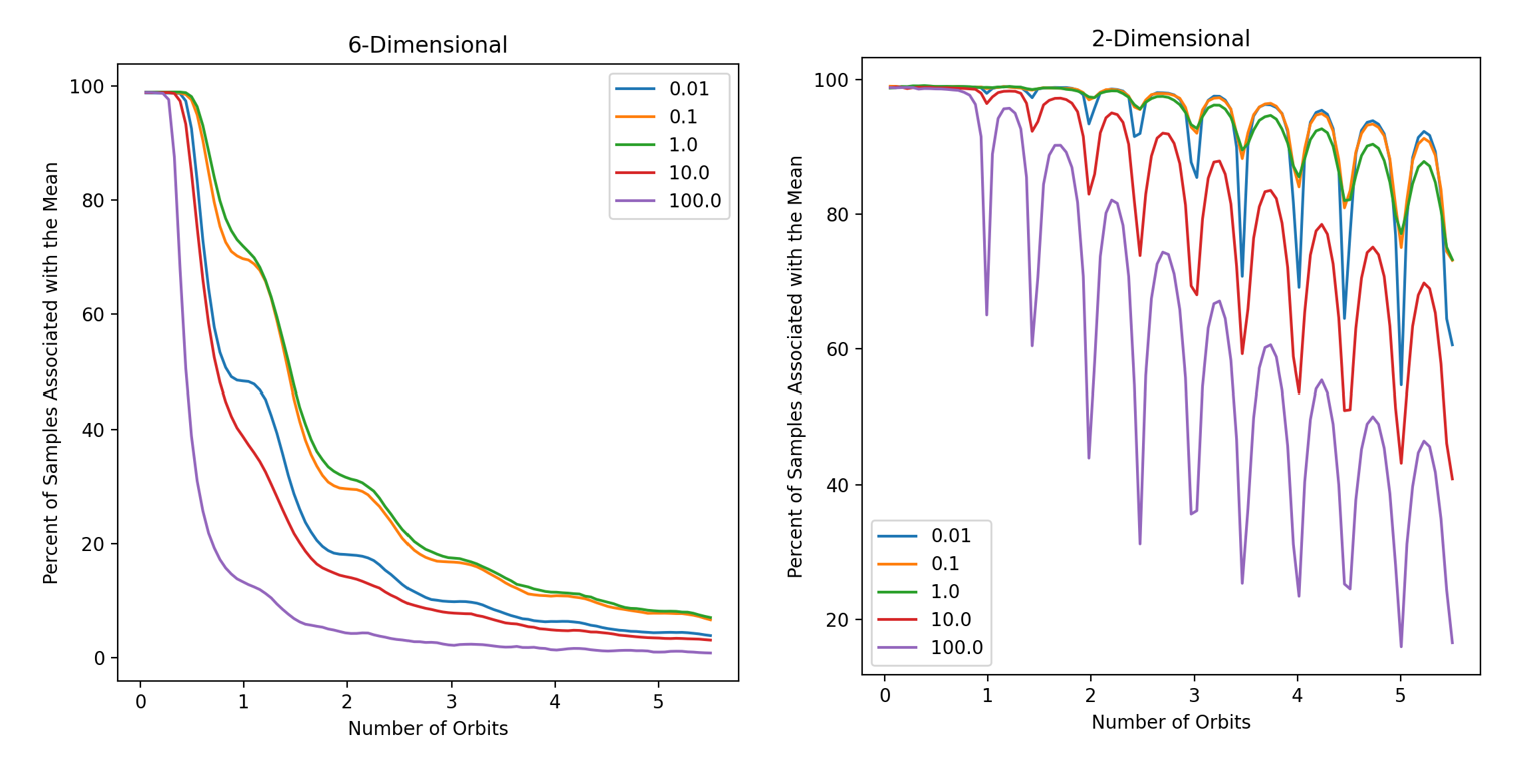 6-Dimensional
Percent of Samples Associated with the Mean
100
80
60
40
20
0
0 1 2 3 4 5
Number of Orbits
0.01
0.1
1.0
10.0
100.0
2-Dimensional
Percent of Samples Associated with the Mean
100
80
60
40
20
0 1 2 3 4 5
Number of Orbits
0.01
0.1
1.0
10.0
100.0